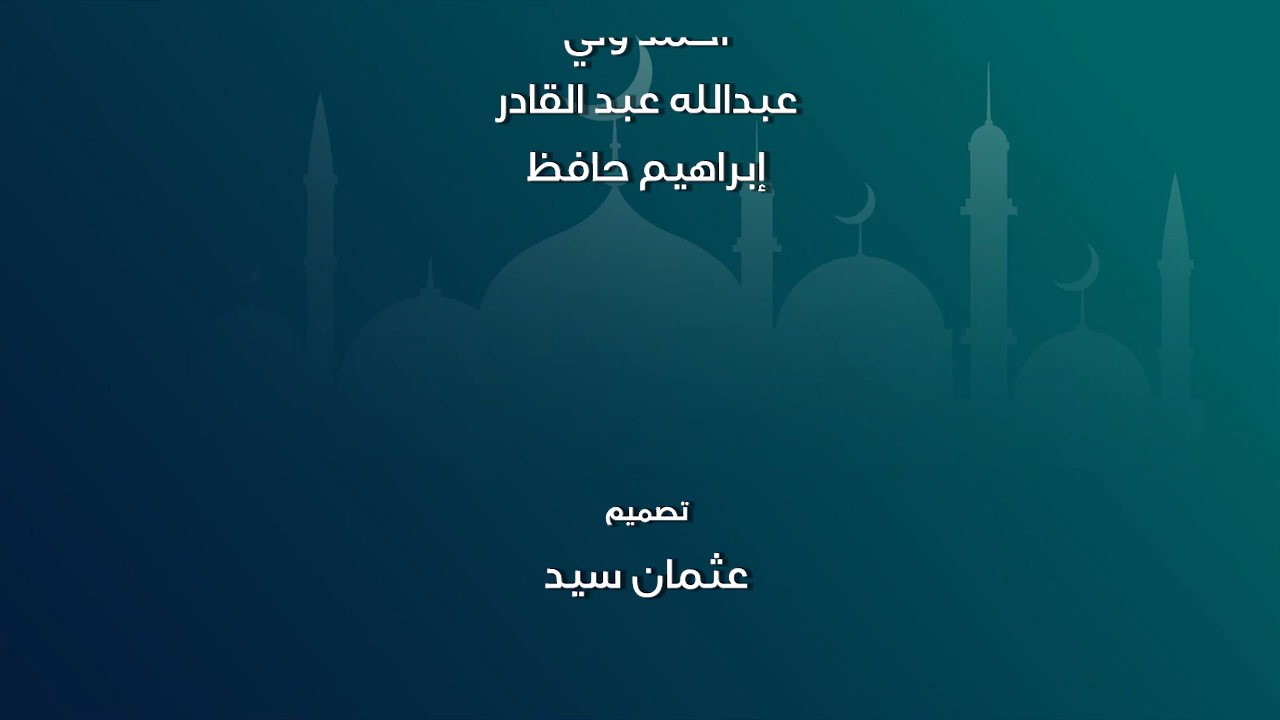 عبدالله عبد القادر
إبراهيم حافظ
تصميم
عثمان سيد